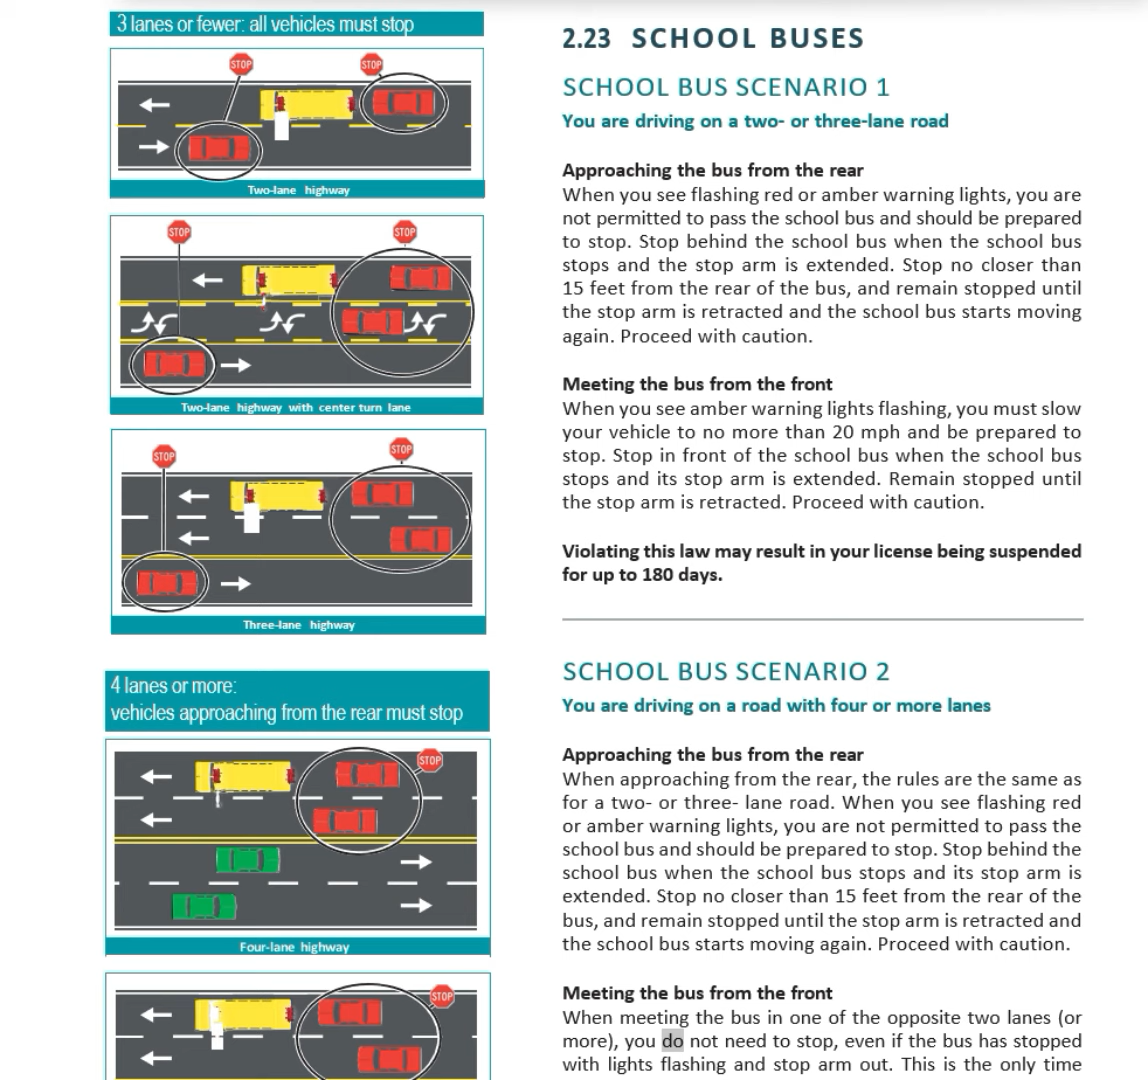 3 lanes or fewer: all vehicles must stop
STOP
STOP
Two-lane highway
STOP
STOP
Two-lane highway with center turn lane
STOP
STOP
Three-lane highway
4 lanes or more:
vehicles approaching from the rear must stop
STOP
Four-lane highway
STOP
2.23 SCHOOL BUSES
SCHOOL BUS SCENARIO 1
You are driving on a two- or three-lane road
Approaching the bus from the rear
When you see flashing red or amber warning lights, you are
not permitted to pass the school bus and should be prepared
to stop. Stop behind the school bus when the school bus
stops and the stop arm is extended. Stop no closer than
15 feet from the rear of the bus, and remain stopped until
the stop arm is retracted and the school bus starts moving
again. Proceed with caution.
Meeting the bus from the front
When you see amber warning lights flashing, you must slow
your vehicle to no more than 20 mph and be prepared to
stop. Stop in front of the school bus when the school bus
stops and its stop arm is extended. Remain stopped until
the stop arm is retracted. Proceed with caution.
Violating this law may result in your license being suspended
for up to 180 days.
SCHOOL BUS SCENARIO 2
You are driving on a road with four or more lanes
Approaching the bus from the rear
When approaching from the rear, the rules are the same as
for a two- or three- lane road. When you see flashing red
or amber warning lights, you are not permitted to pass the
school bus and should be prepared to stop. Stop behind the
school bus when the school bus stops and its stop arm is
extended. Stop no closer than 15 feet from the rear of the
bus, and remain stopped until the stop arm is retracted and
the school bus starts moving again. Proceed with caution.
Meeting the bus from the front
When meeting the bus in one of the opposite two lanes (or
more), you do not need to stop, even if the bus has stopped
with lights flashing and stop arm out. This is the only time